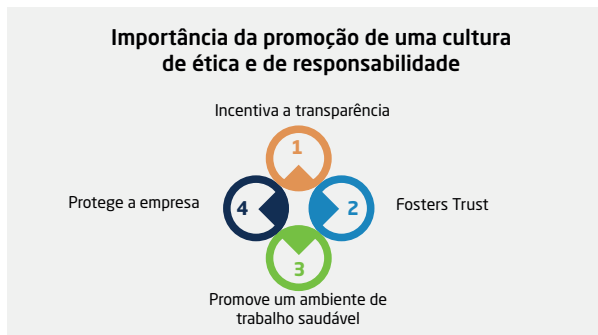 Importância da promoção de uma cultura
de ética e de responsabilidade
Incentiva a transparência
1
Protege a empresa
4
2
Fosters Trust
3
Promove um ambiente de
trabalho saudável